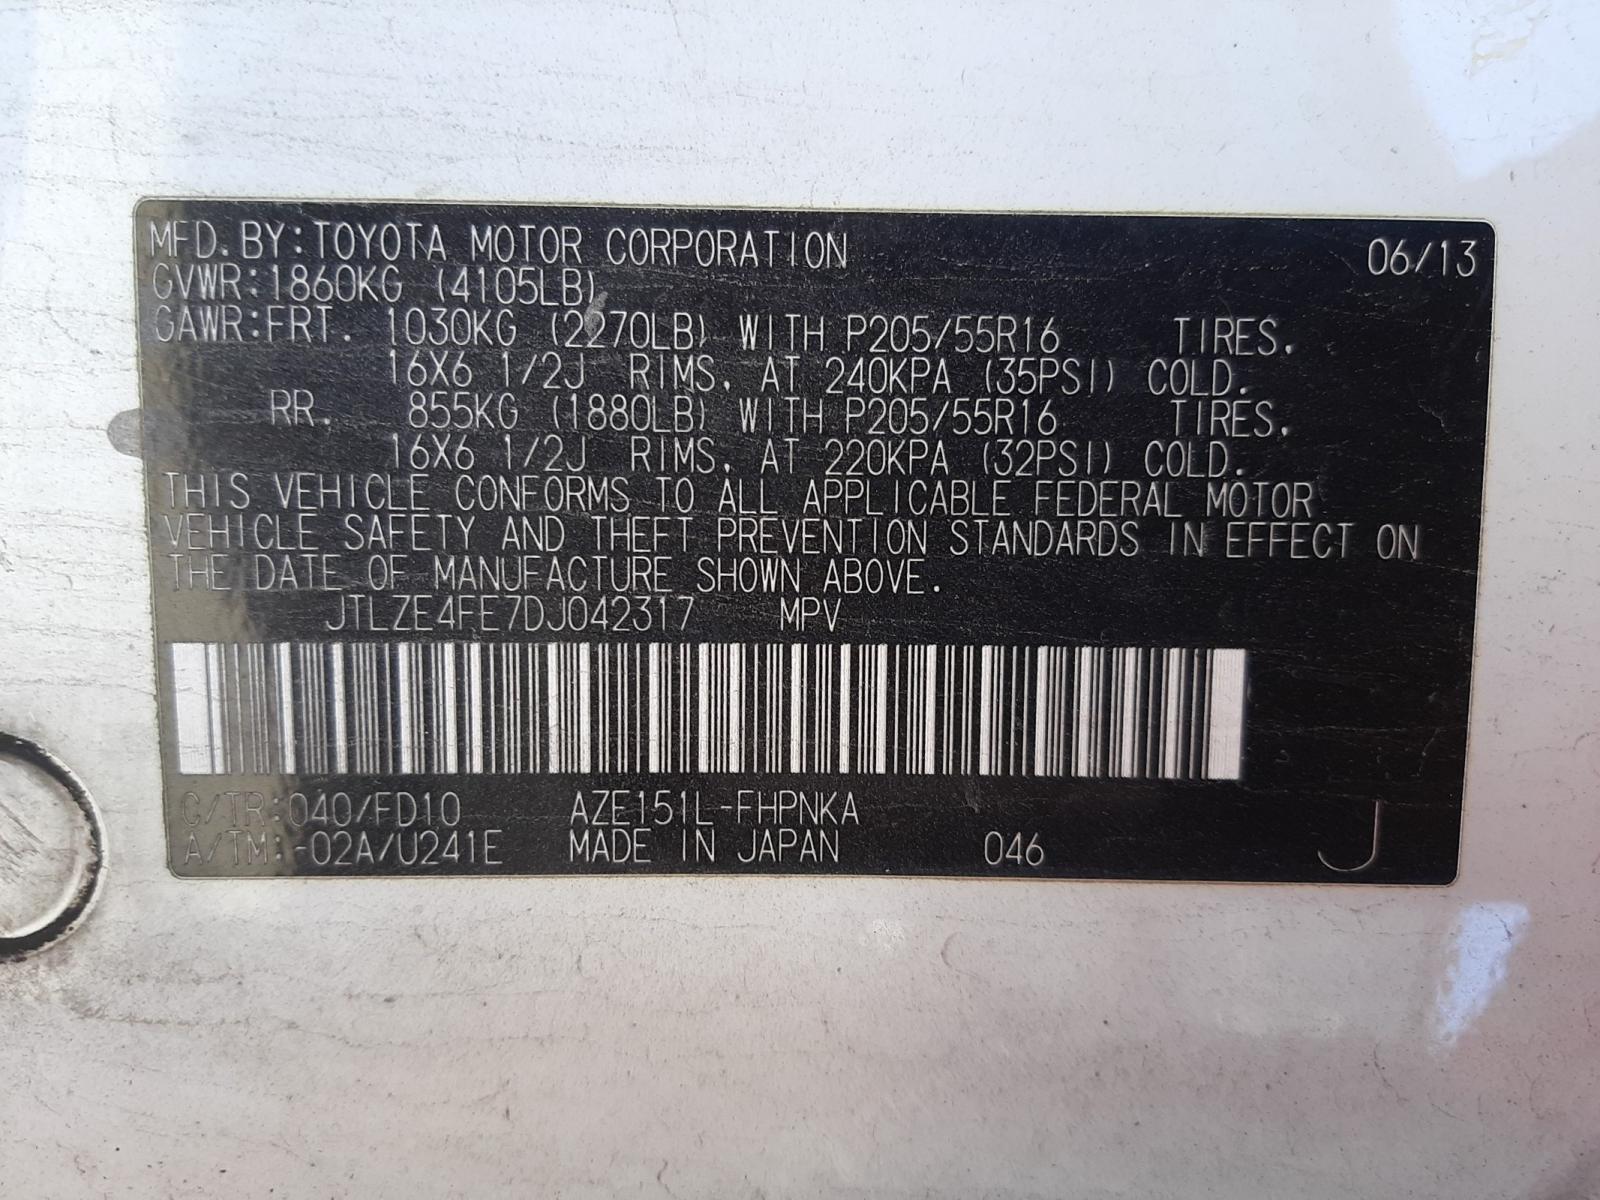 MFD.BY:TOYOTA MOTOR CORPORATION 06/13
GVWR:1860KG (4105LB)
GAWR:FRT. 1030KG (2270LB) WITH P205/55R16 TIRES,
16X6 1/2J RIMS, AT 240KPA (35PSI) COLD.
RR. 855KG (1880LB) WITH P205/55R16 TIRES,
16X6 1/2J RIMS, AT 220KPA (32PSI) COLD.
THIS VEHICLE CONFORMS TO ALL APPLICABLE FEDERAL MOTOR
VEHICLE SAFETY AND THEFT PREVENTION STANDARDS IN EFFECT ON
THE DATE OF MANUFACTURE SHOWN ABOVE.
JTLZE4FE7DJ042317 MPV
C/TR:040/FD10 AZE151L-FHPNKA
A/TM:-02A/U241E MADE IN JAPAN 046 J